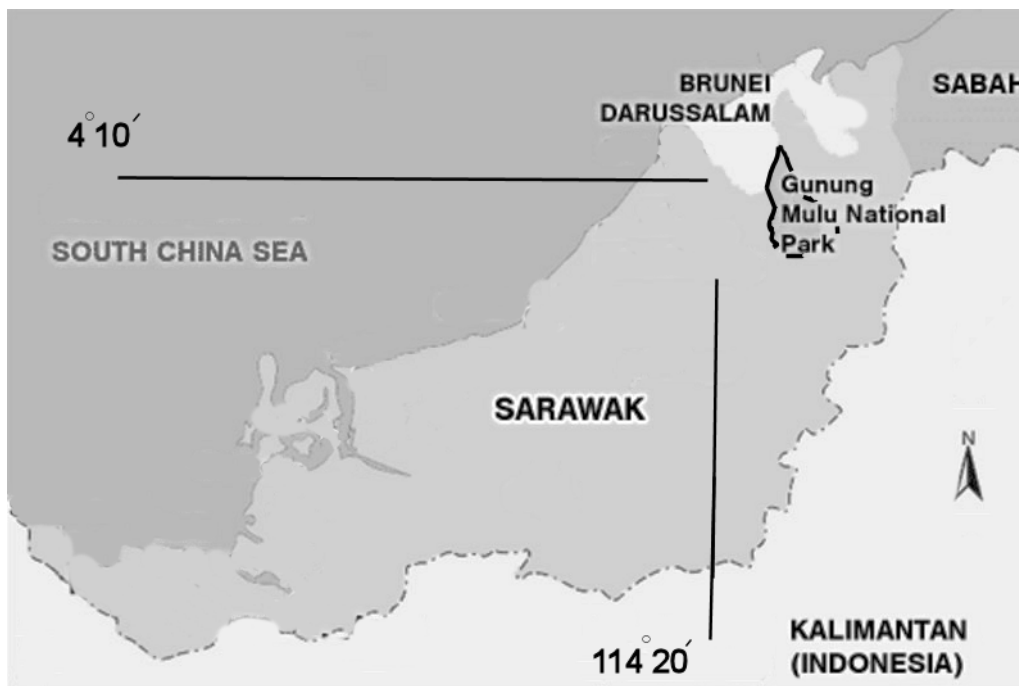 BRUNEI
DARUSSALAM
SABAH
4°10′
Gunung
Mulu National
Park
SOUTH CHINA SEA
SARAWAK
N
114°20′
KALIMANTAN
(INDONESIA)